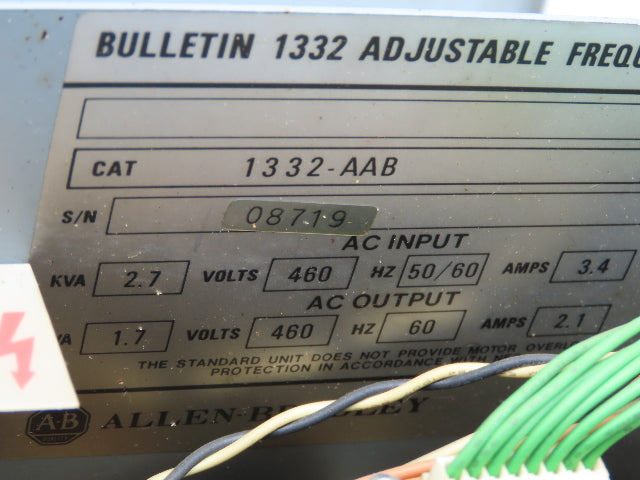 BULLETIN 1332 ADJUSTABLE
CAT 1332-AAB
S/N 08719
AC INPUT
KVA 2.7 VOLTS 460 HZ 50/60 AMPS 3.4
AC OUTPUT
VA 1.7 VOLTS 460 HZ 60 AMPS 2.1
THE STANDARD UNIT DOES NOT PROVIDE MOTOR
PROTECTION IN ACCORDANCE WITH
A-B ALLEN-BRADLEY